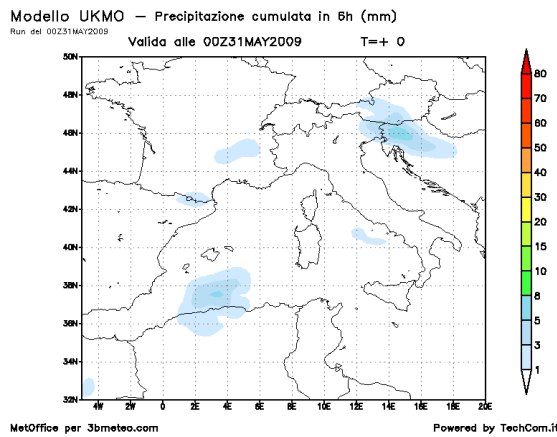 Modello UKMO — Precipitazione cumulata in 6h (mm)
Run del 00Z31MAY2009
Valida alle 00Z31MAY2009 T=+ 0
50N
48N
46N
44N
42N
40N
38N
36N
34N
32N
4W 2W 0 2E 4E 6E 8E 10E 12E 14E 16E 18E 20E
80
70
60
50
40
30
20
15
10
8
5
3
1
MetOffice per 3bmeteo.com Powered by TechCom.it